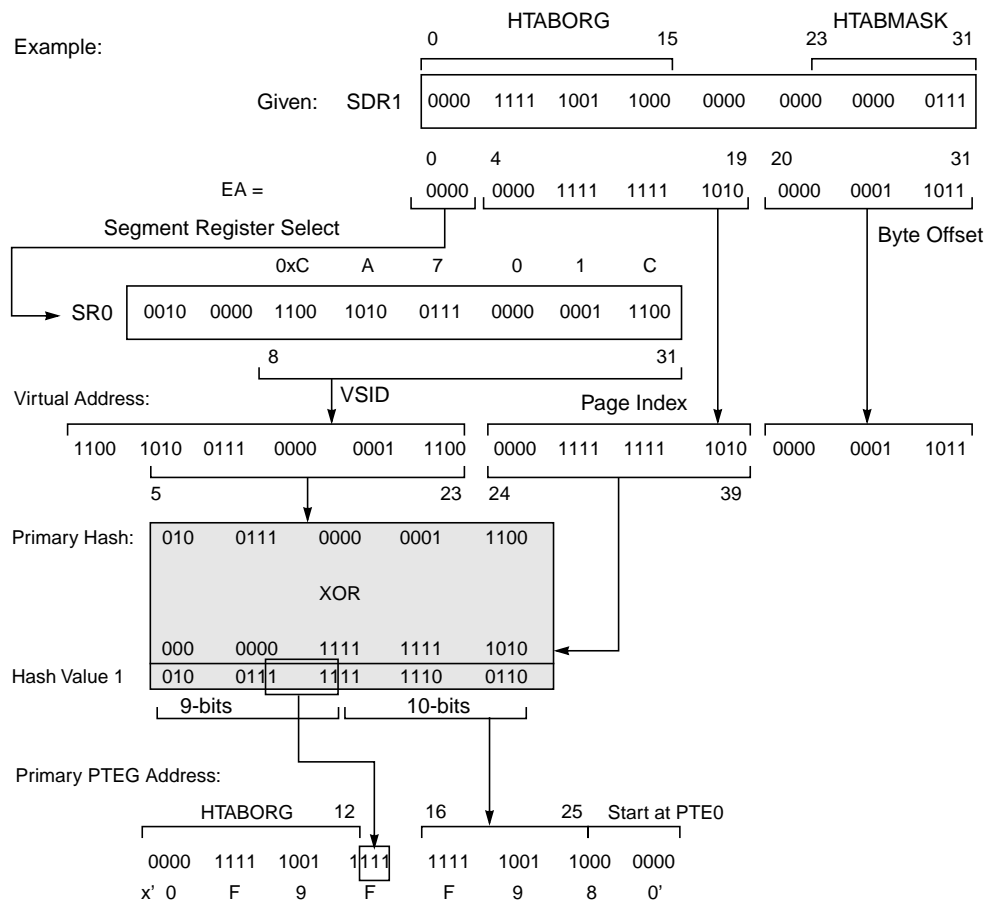 HTABORG HTABMASK
Example: 0 15 23 31
Given: SDR1 0000 1111 1001 1000 0000 0000 0000 0111
0 4 19 20 31
EA = 0000 0000 1111 1111 1010 0000 0001 1011
Segment Register Select Byte Offset
0xC A 7 0 1 C
SR0 0010 0000 1100 1010 0111 0000 0001 1100
8 31
VSID
Virtual Address: Page Index
1100 1010 0111 0000 0001 1100 0000 1111 1111 1010 0000 0001 1011
5 23 24 39
Primary Hash: 010 0111 0000 0001 1100
XOR
000 0000 1111 1111 1010
Hash Value 1 010 0111 1111 1110 0110
9-bits 10-bits
Primary PTEG Address:
HTABORG 12 16 25 Start at PTE0
0000 1111 1001 1111 1111 1001 1000 0000
x' 0 F 9 F F 9 8 0'